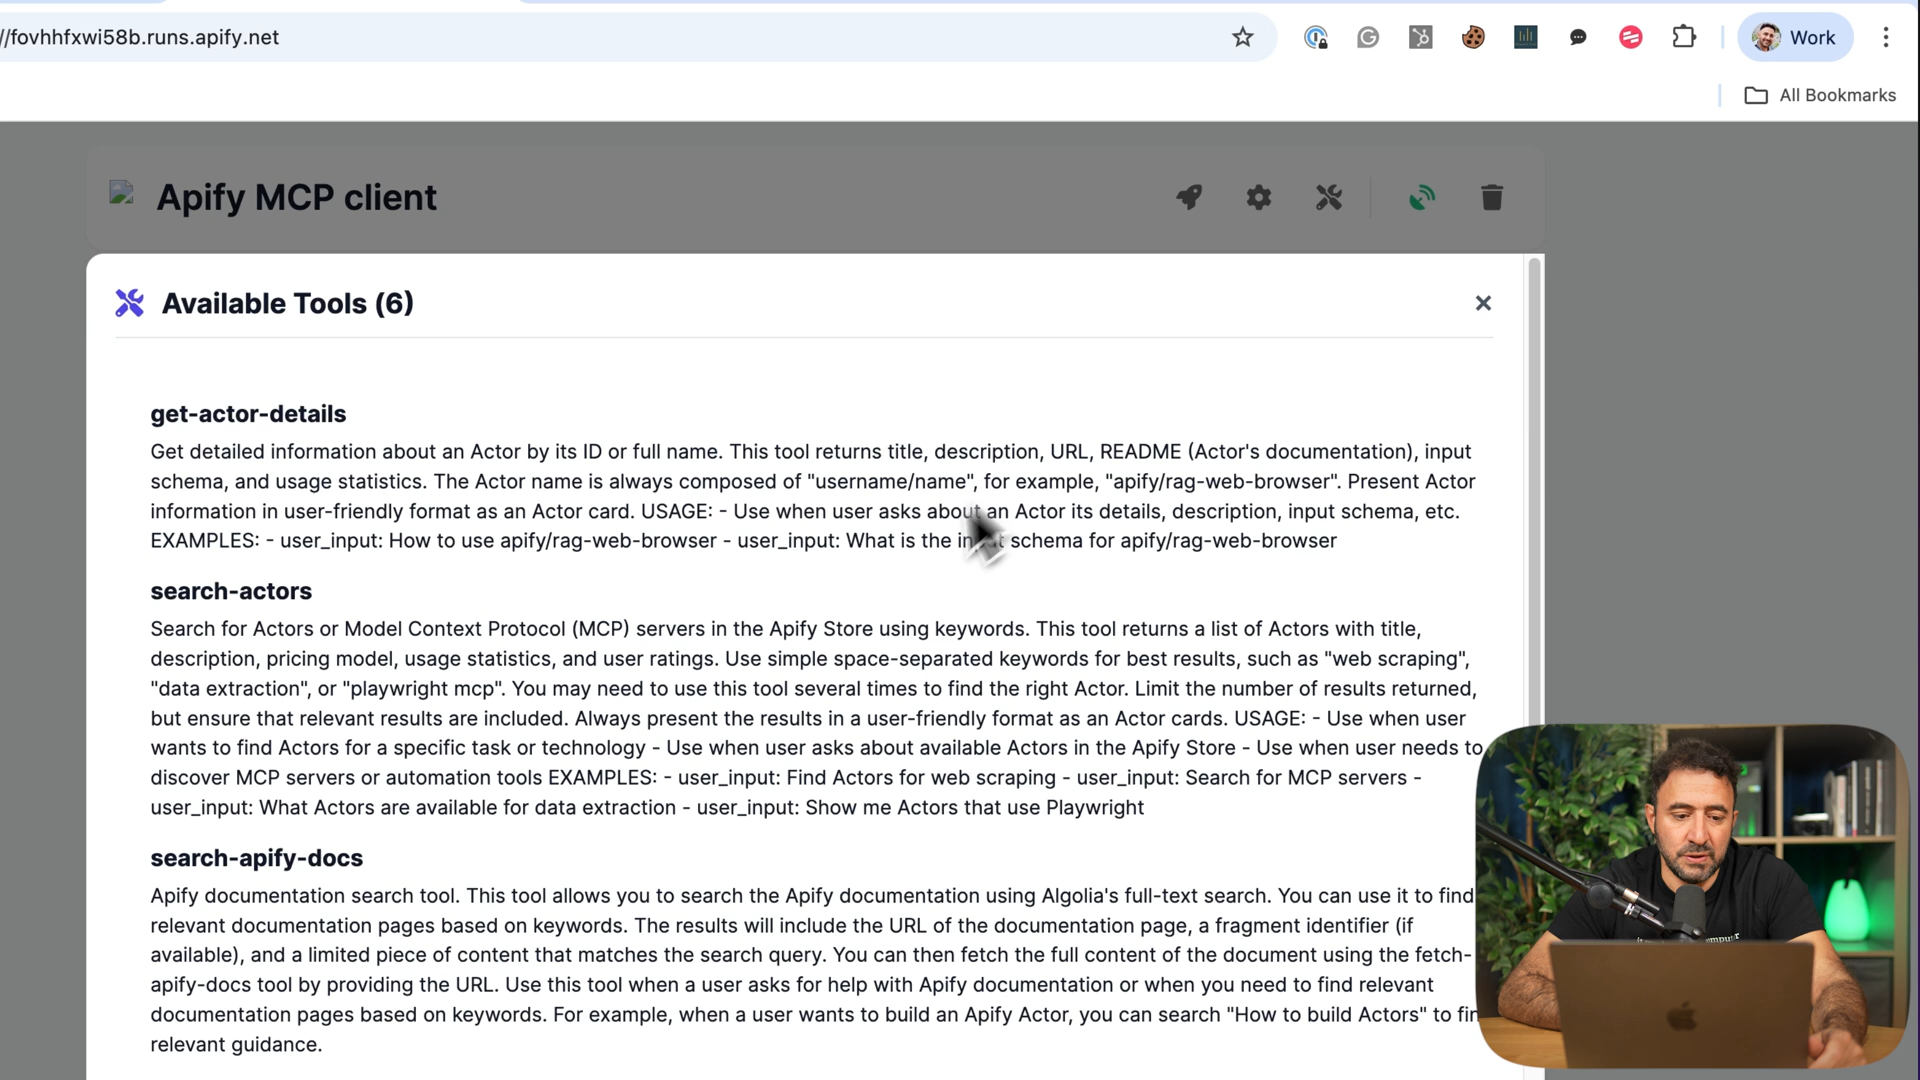 //fovhhfxwi58b.runs.apify.net
Work
All Bookmarks
Apify MCP client
Available Tools (6)
get-actor-details
Get detailed information about an Actor by its ID or full name. This tool returns title, description, URL, README (Actor's documentation), input
schema, and usage statistics. The Actor name is always composed of "username/name", for example, "apify/rag-web-browser". Present Actor
information in user-friendly format as an Actor card. USAGE: - Use when user asks about an Actor its details, description, input schema, etc.
EXAMPLES: - user_input: How to use apify/rag-web-browser - user_input: What is the input schema for apify/rag-web-browser
search-actors
Search for Actors or Model Context Protocol (MCP) servers in the Apify Store using keywords. This tool returns a list of Actors with title,
description, pricing model, usage statistics, and user ratings. Use simple space-separated keywords for best results, such as "web scraping",
"data extraction", or "playwright mcp". You may need to use this tool several times to find the right Actor. Limit the number of results returned,
but ensure that relevant results are included. Always present the results in a user-friendly format as an Actor cards. USAGE: - Use when user
wants to find Actors for a specific task or technology - Use when user asks about available Actors in the Apify Store - Use when user needs to
discover MCP servers or automation tools EXAMPLES: - user_input: Find Actors for web scraping - user_input: Search for MCP servers -
user_input: What Actors are available for data extraction - user_input: Show me Actors that use Playwright
search-apify-docs
Apify documentation search tool. This tool allows you to search the Apify documentation using Algolia's full-text search. You can use it to find
relevant documentation pages based on keywords. The results will include the URL of the documentation page, a fragment identifier (if
available), and a limited piece of content that matches the search query. You can then fetch the full content of the document using the fetch-
apify-docs tool by providing the URL. Use this tool when a user asks for help with Apify documentation or when you need to find relevant
documentation pages based on keywords. For example, when a user wants to build an Apify Actor, you can search "How to build Actors" to fin
relevant guidance.